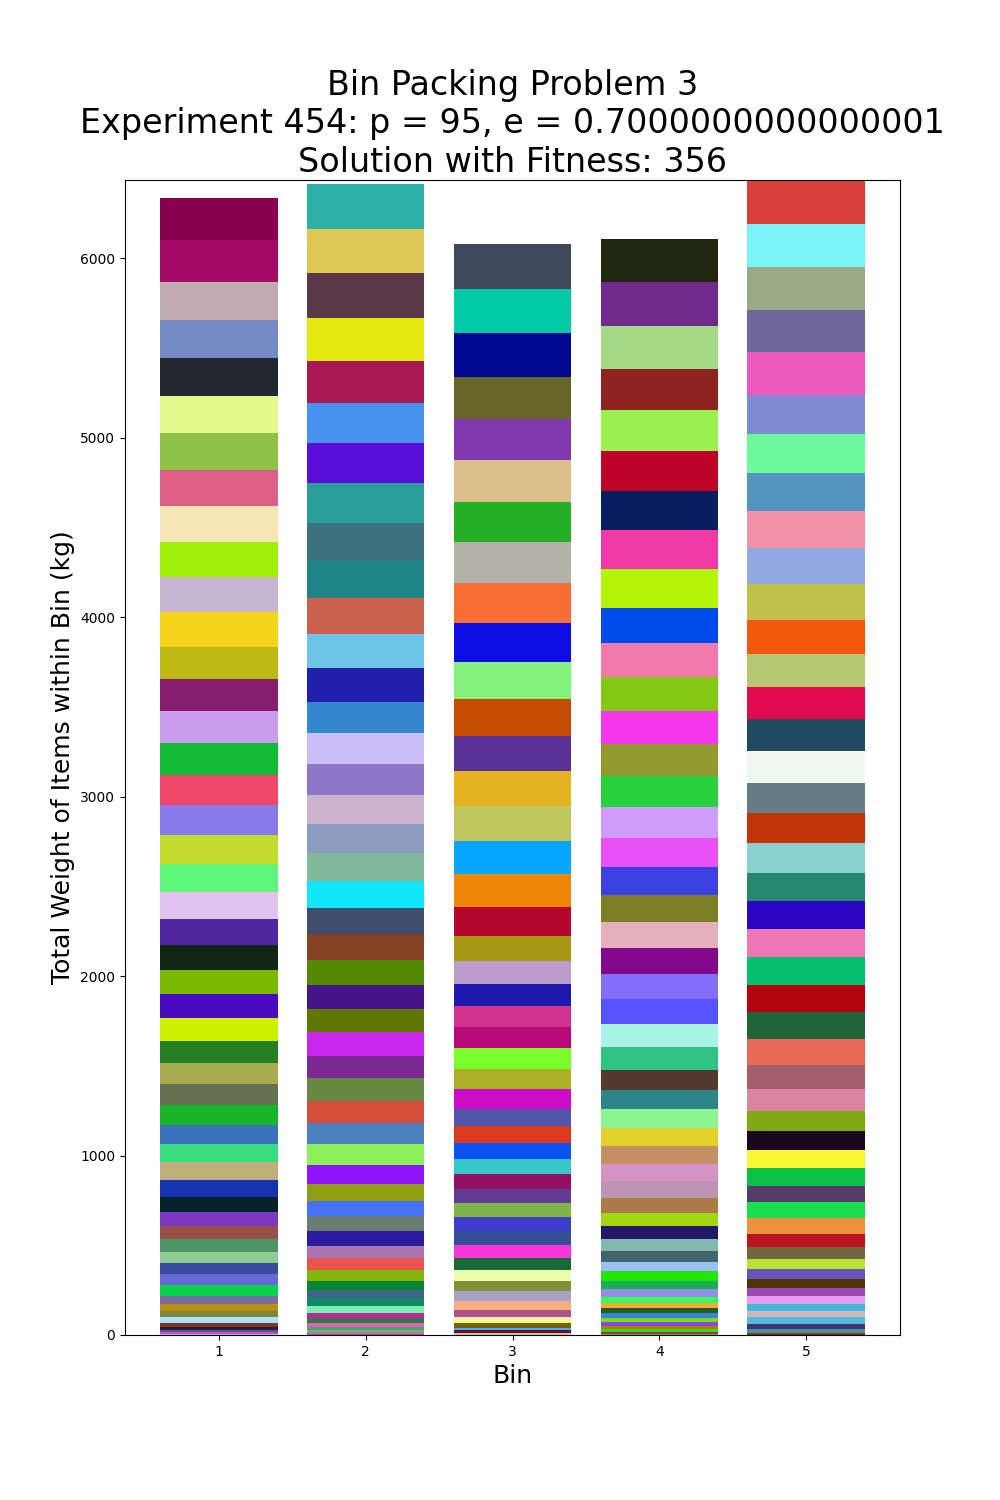 Bin Packing Problem 3
Experiment 454: p = 95, e = 0.7000000000000001
Solution with Fitness: 356
6000
5000
4000
3000
2000
1000
0
Total Weight of Items within Bin (kg)
1 2 3 4 5
Bin